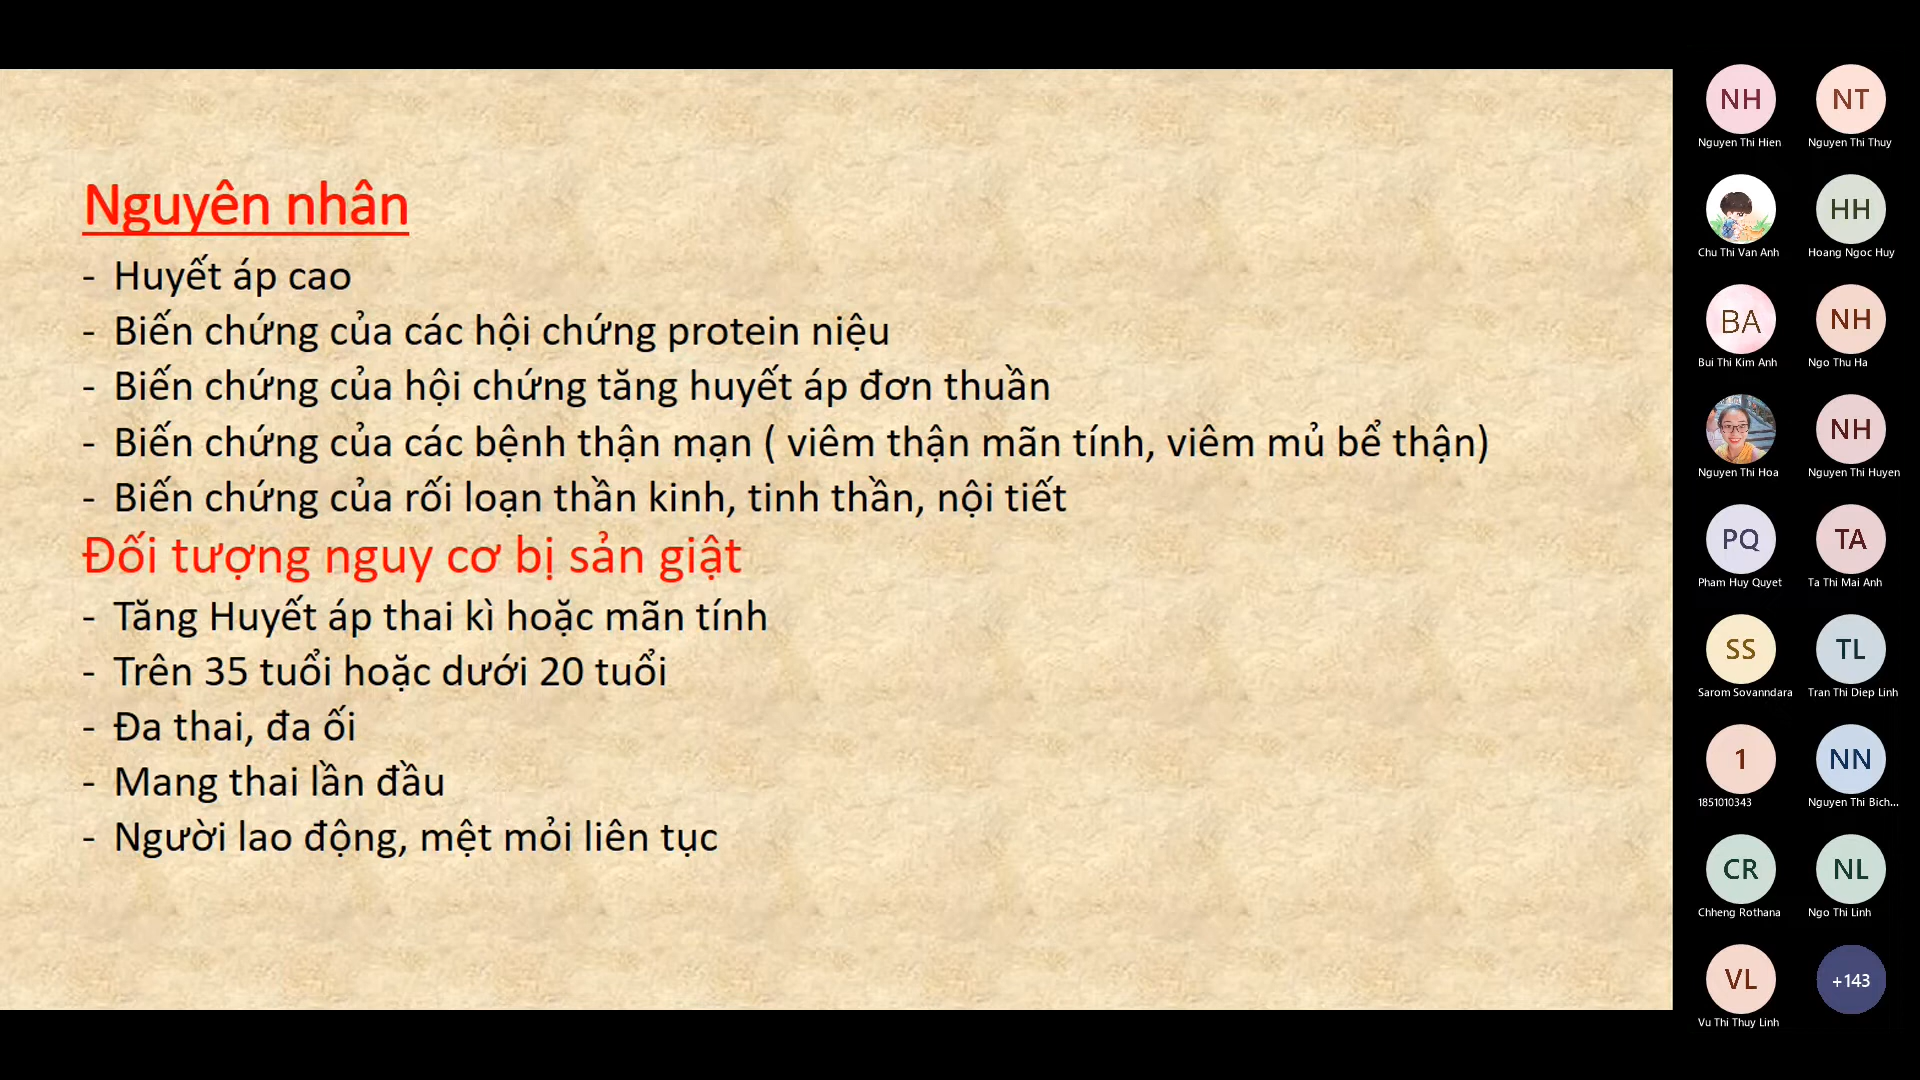 Nguyên nhân
- Huyết áp cao
- Biến chứng của các hội chứng protein niệu
- Biến chứng của hội chứng tăng huyết áp đơn thuần
- Biến chứng của các bệnh thận mạn ( viêm thận mãn tính, viêm mủ bể thận)
- Biến chứng của rối loạn thần kinh, tinh thần, nội tiết
Đối tượng nguy cơ bị sản giật
- Tăng Huyết áp thai kì hoặc mãn tính
- Trên 35 tuổi hoặc dưới 20 tuổi
- Đa thai, đa ối
- Mang thai lần đầu
- Người lao động, mệt mỏi liên tục
NH NT
Nguyen Thi Hien Nguyen Thi Thuy
HH
Chu Thi Van Anh Hoang Ngoc Huy
BA NH
Bui Thi Kim Anh Ngo Thu Ha
NH
Nguyen Thi Hoa Nguyen Thi Huyen
PQ TA
Pham Huy Quyet Ta Thi Mai Anh
SS TL
Sarom Sovanndara Tran Thi Diep Linh
1 NN
1851010343 Nguyen Thi Bich...
CR NL
Chheng Rothana Ngo Thi Linh
VL +143
Vu Thi Thuy Linh